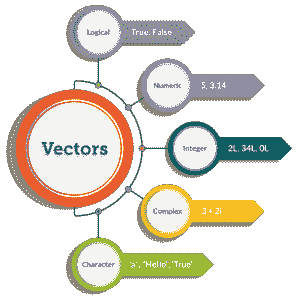 Logical
True, False
Numeric
5, 3.14
Vectors
Integer
2L, 34L, 0L
Complex
3 + 2i
Character
'a', "Hello", 'True'